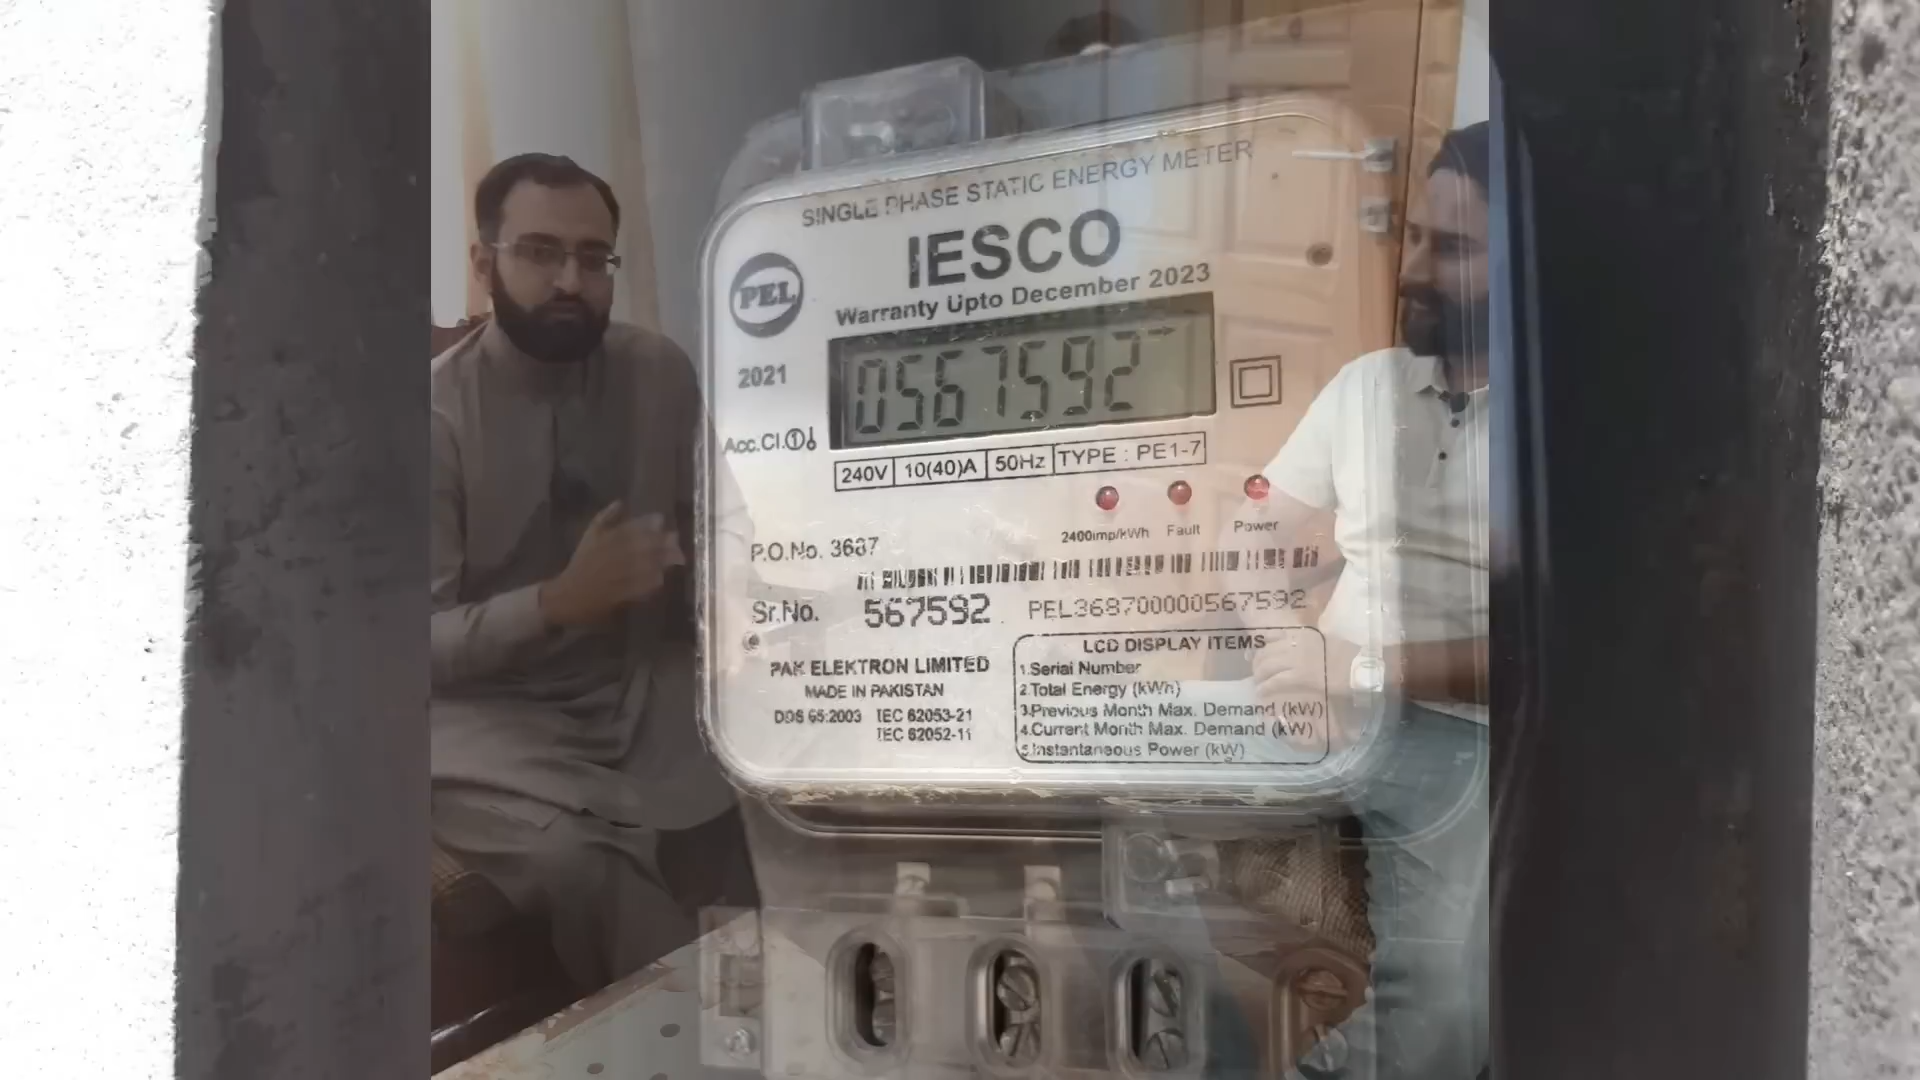 SINGLE PHASE STATIC ENERGY METER
IESCO
PEL
Warranty Upto December 2023
2021
0567592
Acc.Cl.①
240V 10(40)A 50Hz TYPE : PE1-7
2400imp/kWh Fault Power
P.O.No. 3687
Sr.No. 567592 PEL368700000567592
PAK ELEKTRON LIMITED
MADE IN PAKISTAN
DDS 65:2003 IEC 62053-21
IEC 62052-11
LCD DISPLAY ITEMS
1.Serial Number
2.Total Energy (kWh)
3.Previous Month Max. Demand (kW)
4.Current Month Max. Demand (kW)
5.Instantaneous Power (kW)